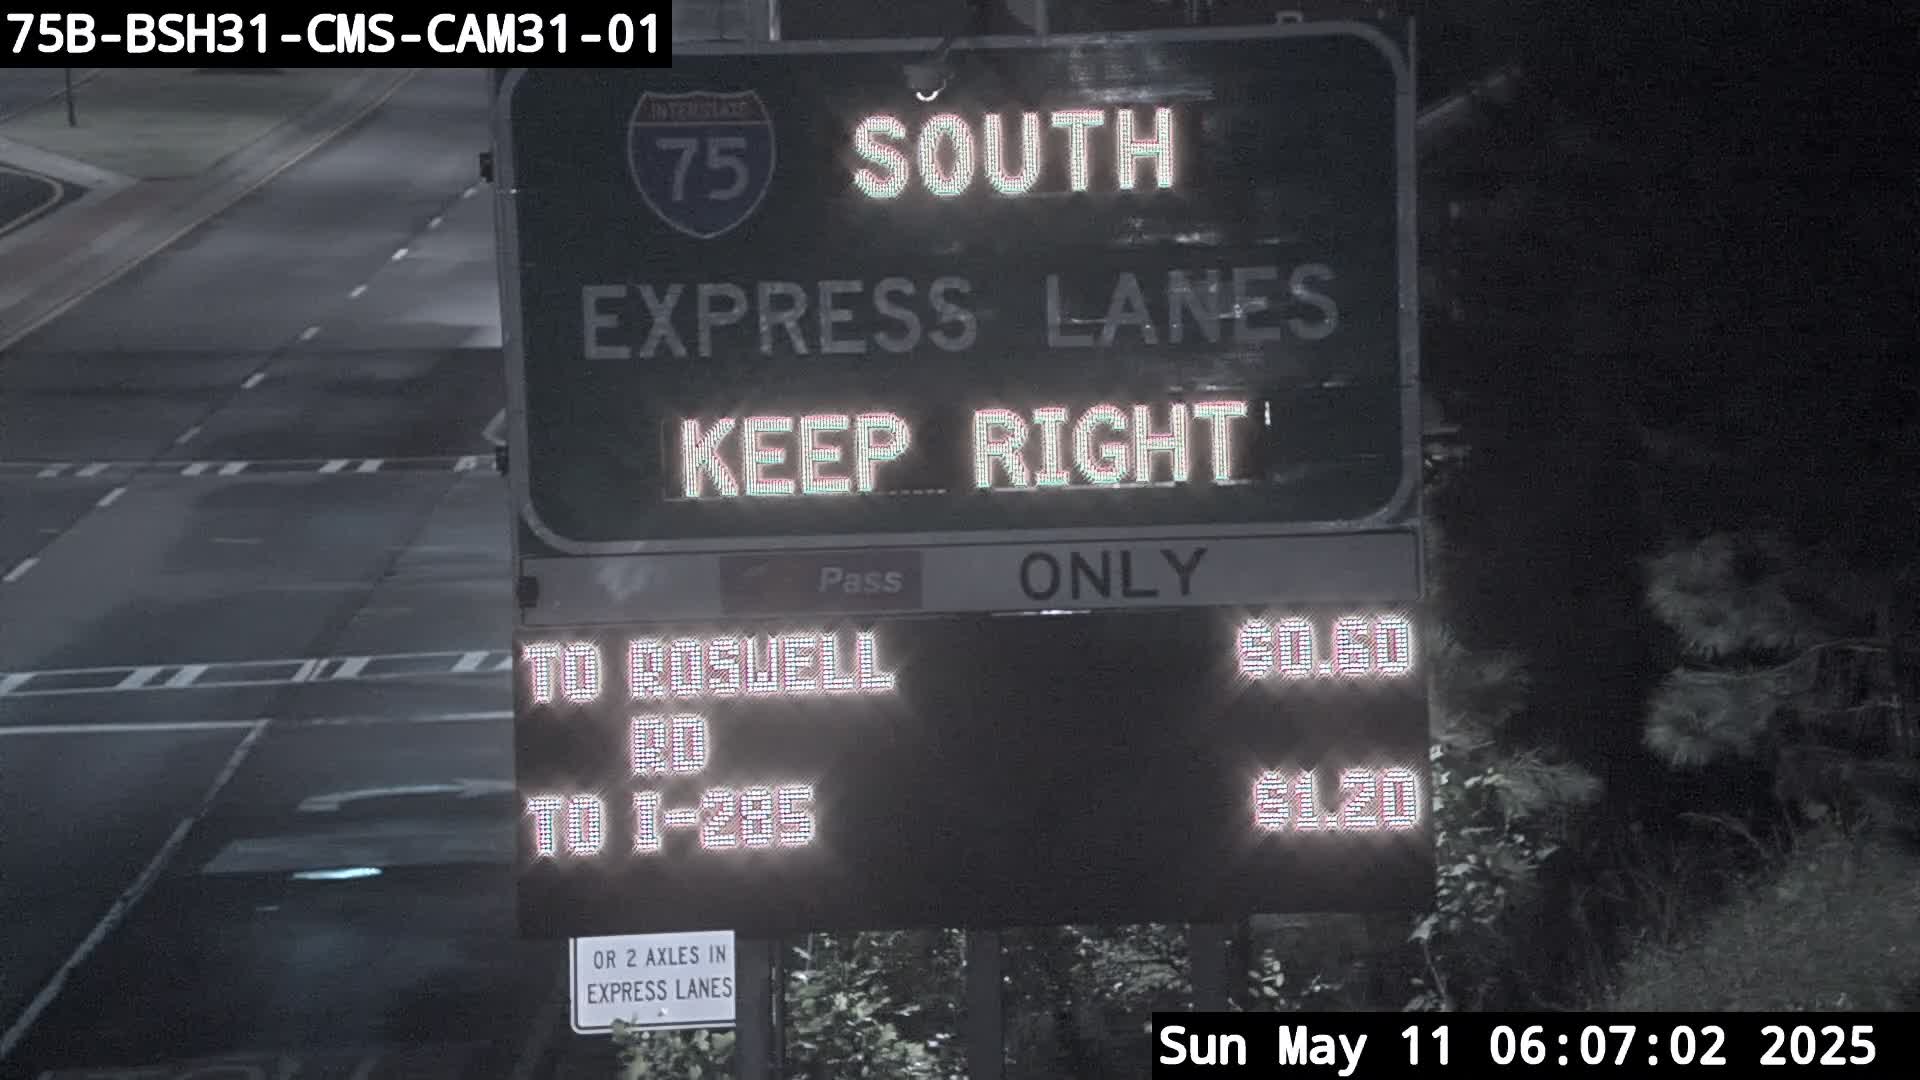 75B-BSH31-CMS-CAM31-01
INTERSTATE
75
SOUTH
EXPRESS LANES
KEEP RIGHT
Pass ONLY
TO ROSWELL $0.60
RD
TO I-285 $1.20
OR 2 AXLES IN
EXPRESS LANES
Sun May 11 06:07:02 2025